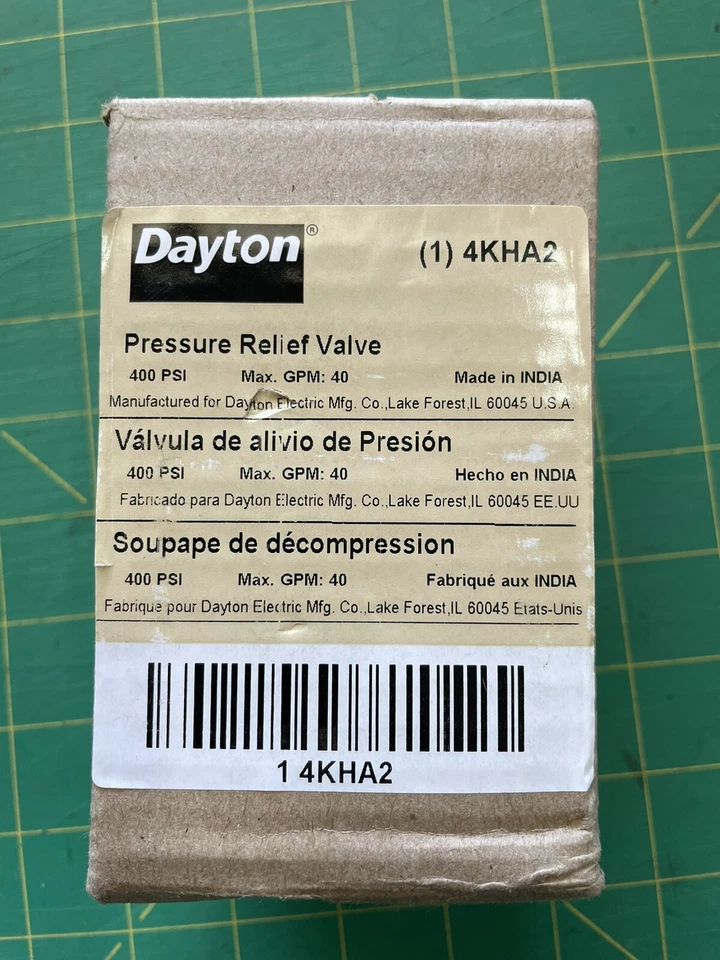 Dayton®
(1) 4KHA2
Pressure Relief Valve
400 PSI Max. GPM: 40 Made in INDIA
Manufactured for Dayton Electric Mfg. Co.,Lake Forest,IL 60045 U.S.A.
Válvula de alivio de Presión
400 PSI Max. GPM: 40 Hecho en INDIA
Fabricado para Dayton Electric Mfg. Co.,Lake Forest,IL 60045 EE.UU
Soupape de décompression
400 PSI Max. GPM: 40 Fabriqué aux INDIA
Fabrique pour Dayton Electric Mfg. Co.,Lake Forest,IL 60045 Etats-Unis
1 4KHA2